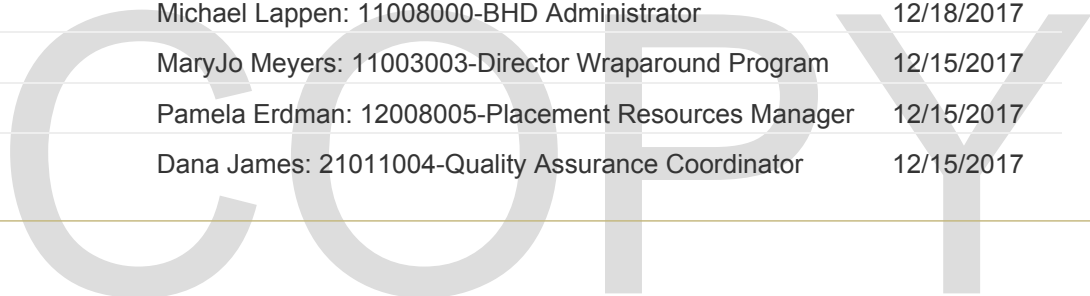 Michael Lappen: 11008000-BHD Administrator 12/18/2017
MaryJo Meyers: 11003003-Director Wraparound Program 12/15/2017
Pamela Erdman: 12008005-Placement Resources Manager 12/15/2017
Dana James: 21011004-Quality Assurance Coordinator 12/15/2017
COPY